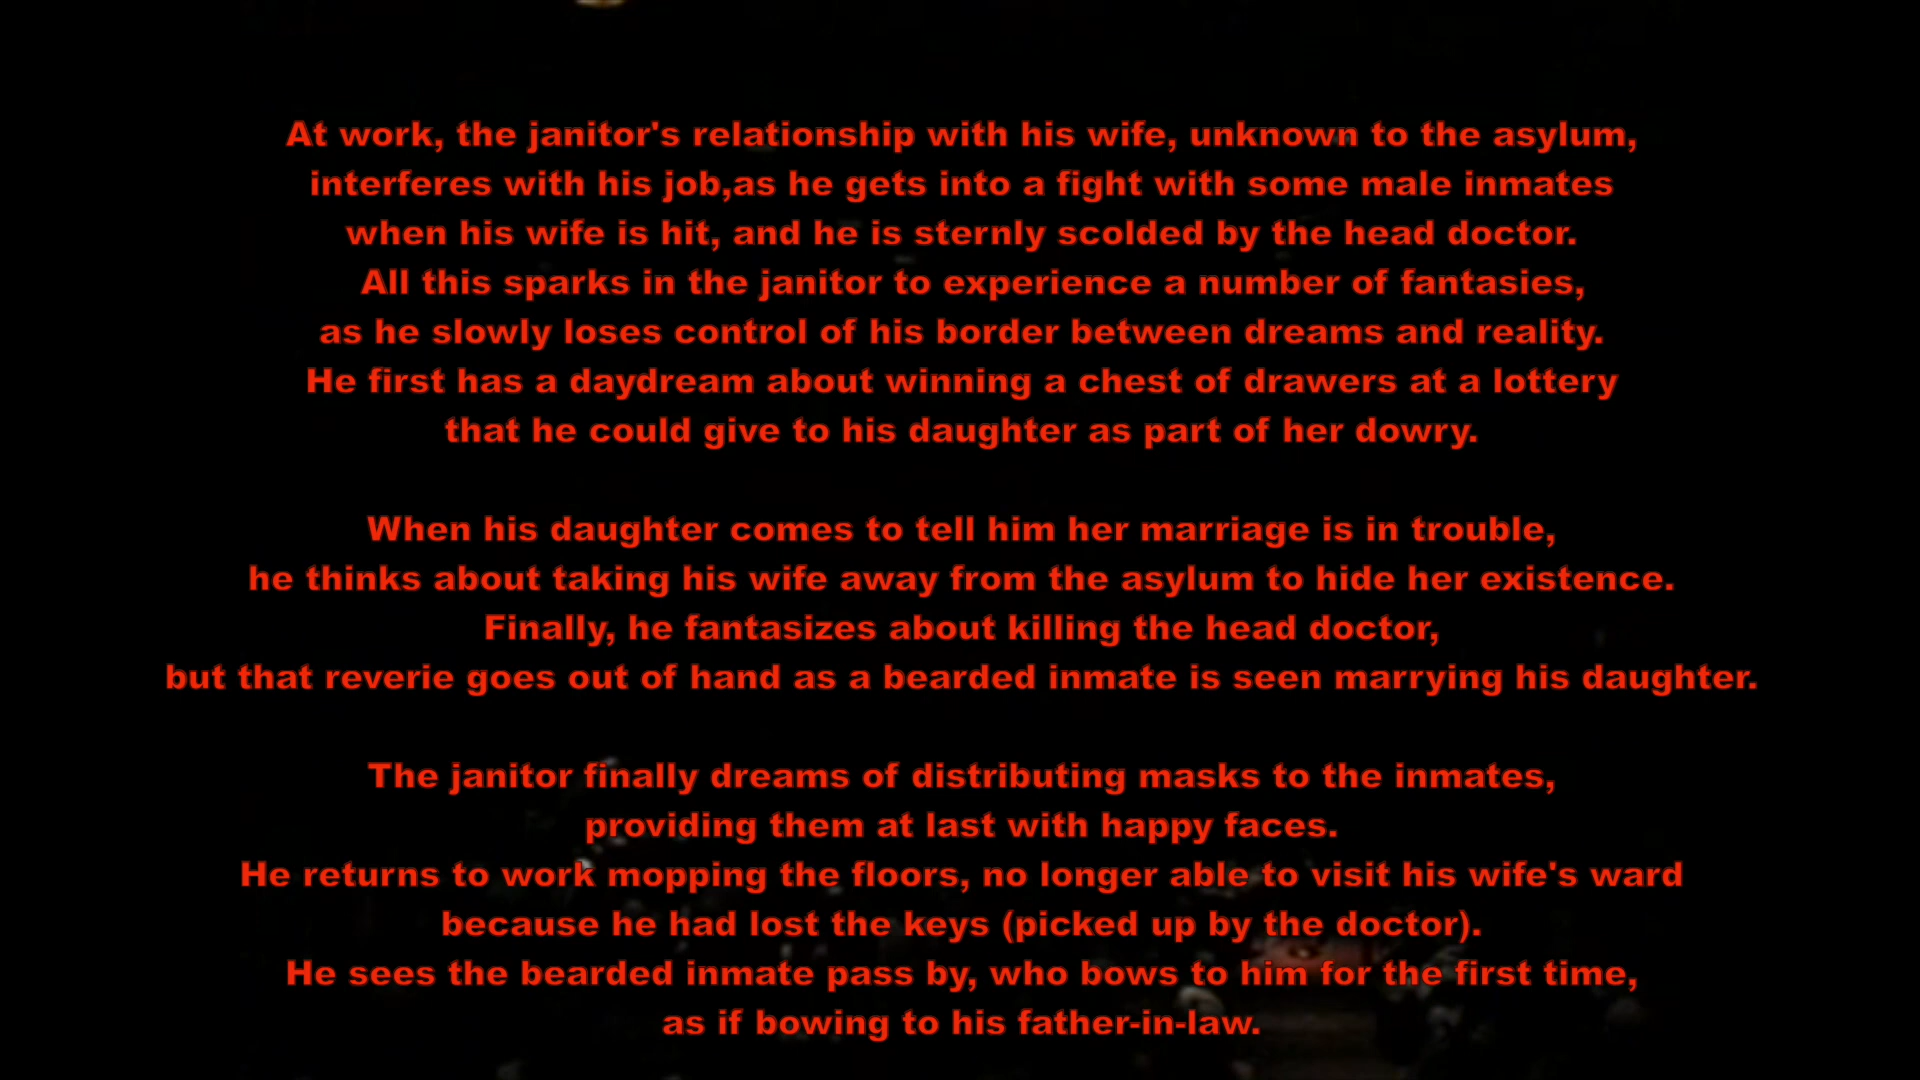 At work, the janitor's relationship with his wife, unknown to the asylum,
interferes with his job,as he gets into a fight with some male inmates
when his wife is hit, and he is sternly scolded by the head doctor.
All this sparks in the janitor to experience a number of fantasies,
as he slowly loses control of his border between dreams and reality.
He first has a daydream about winning a chest of drawers at a lottery
that he could give to his daughter as part of her dowry.
When his daughter comes to tell him her marriage is in trouble,
he thinks about taking his wife away from the asylum to hide her existence.
Finally, he fantasizes about killing the head doctor,
but that reverie goes out of hand as a bearded inmate is seen marrying his daughter.
The janitor finally dreams of distributing masks to the inmates,
providing them at last with happy faces.
He returns to work mopping the floors, no longer able to visit his wife's ward
because he had lost the keys (picked up by the doctor).
He sees the bearded inmate pass by, who bows to him for the first time,
as if bowing to his father-in-law.